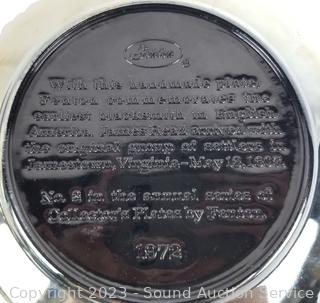 Fenton
With this handmade plate,
Fenton commemorates the
earliest blacksmith in English
America. James Read arrived with
the original group of settlers in
Jamestown, Virginia - May 13, 1607.
No. 3 in the annual series of
Collector's Plates by Fenton.
1972
Copyright 2023 - Sound Auction Service